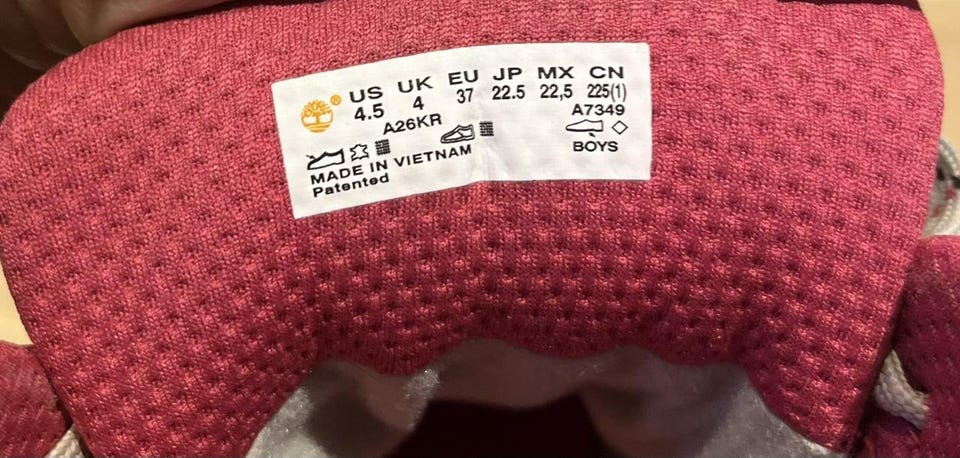 ® US UK EU JP MX CN
4.5 4 37 22.5 22,5 225(1)
A26KR A7349
MADE IN VIETNAM BOYS
Patented